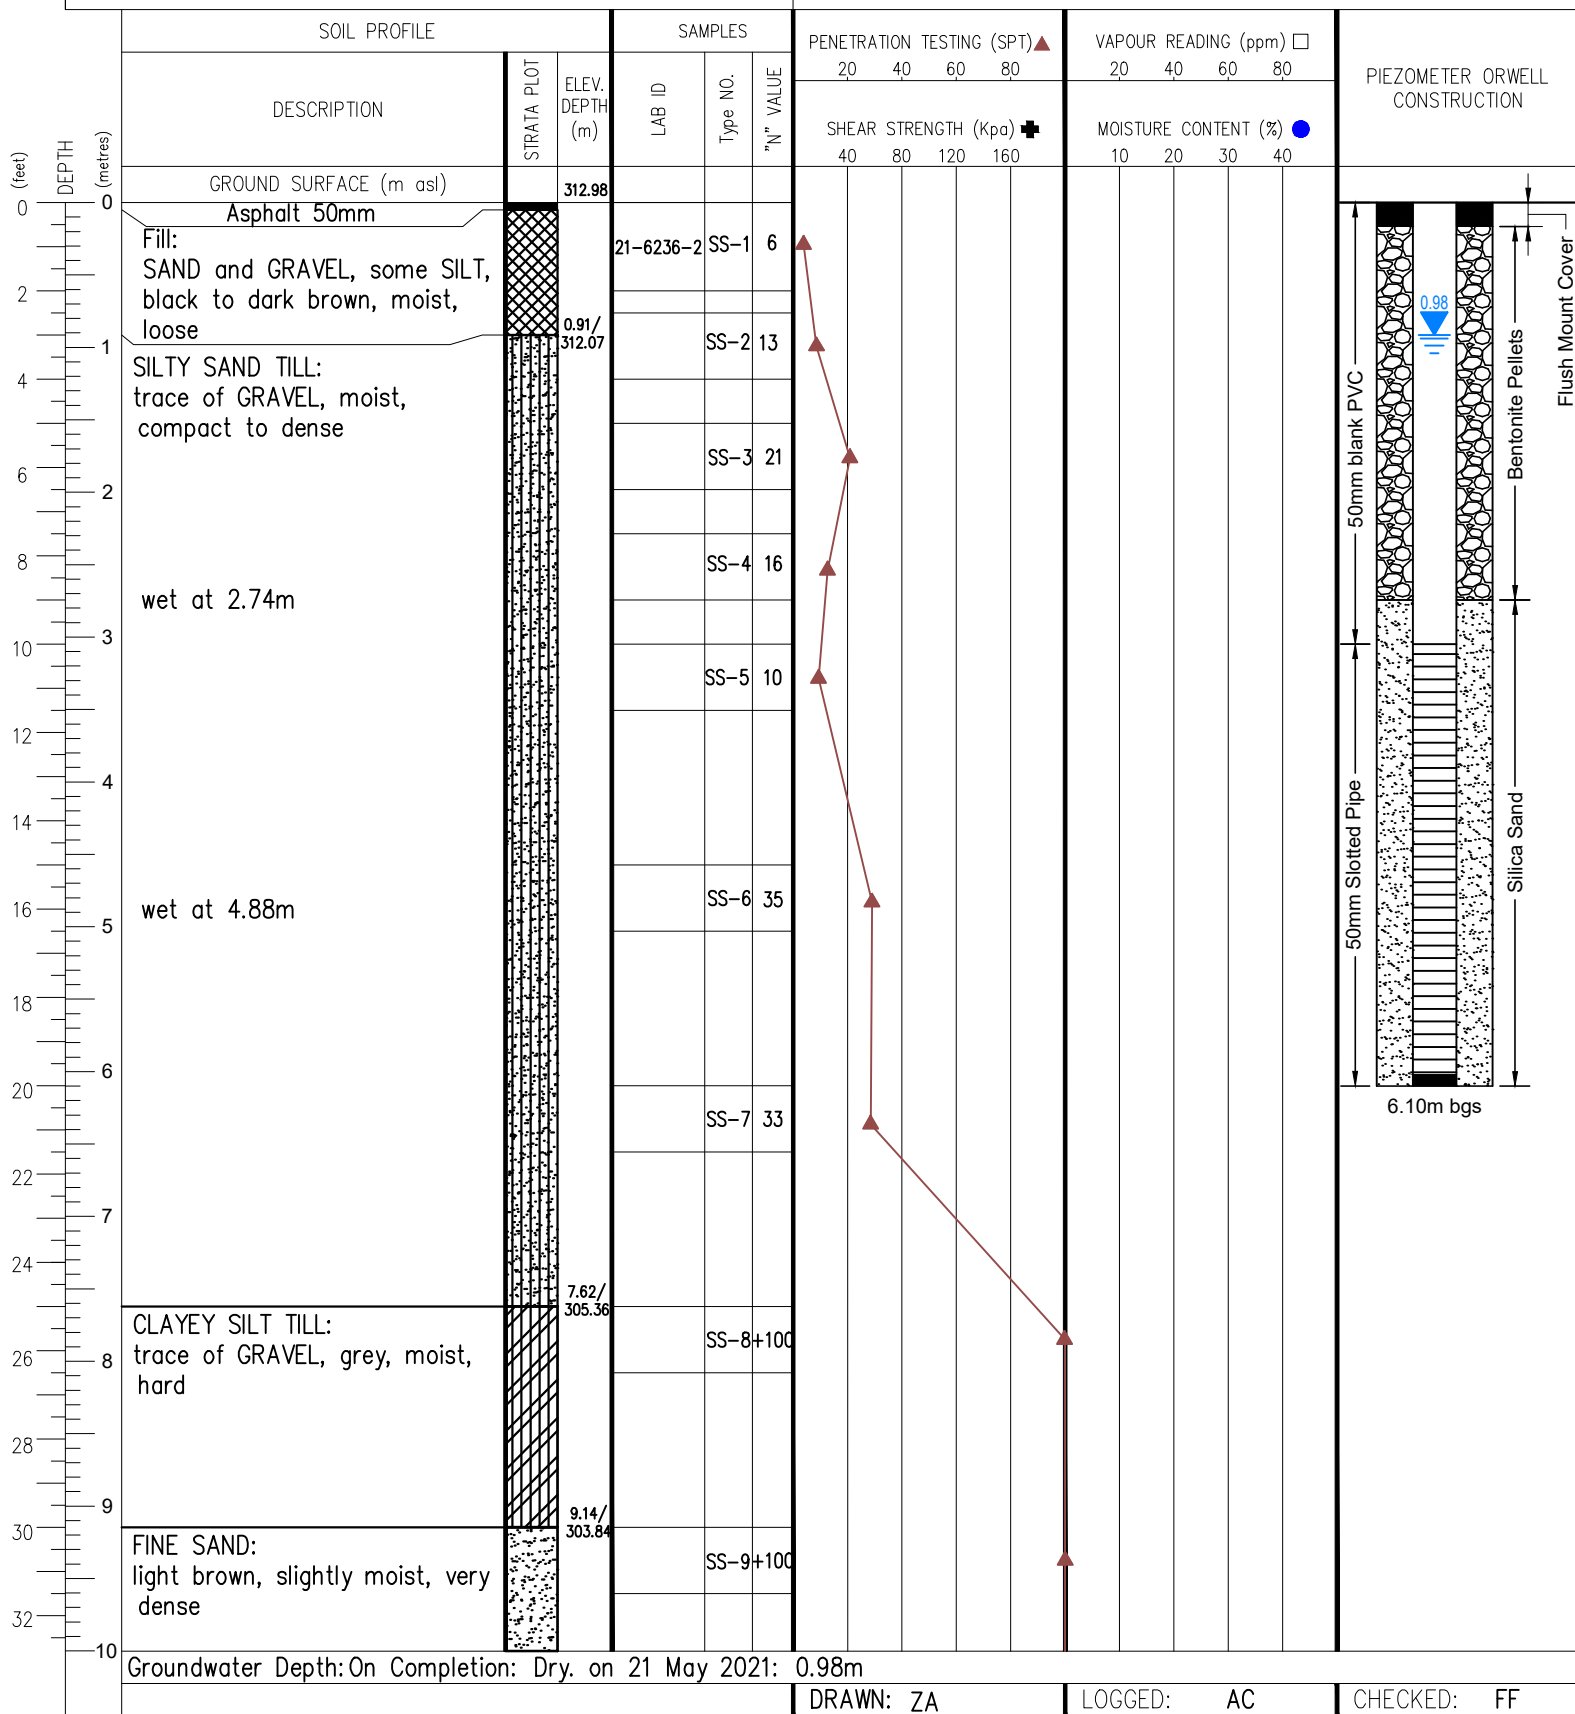 SOIL PROFILE
SAMPLES
PENETRATION TESTING (SPT)
20 40 60 80
VAPOUR READING (ppm)
20 40 60 80
PIEZOMETER ORWELL
CONSTRUCTION
DESCRIPTION
STRATA PLOT
ELEV.
DEPTH
(m)
LAB ID
Type NO.
"N" VALUE
SHEAR STRENGTH (Kpa)
40 80 120 160
MOISTURE CONTENT (%)
10 20 30 40
(feet)
DEPTH
(metres)
GROUND SURFACE (m asl)
312.98
0
0
Asphalt 50mm
Fill:
SAND and GRAVEL, some SILT,
black to dark brown, moist,
loose
21-6236-2 SS-1 6
2
0.91/
312.07
1
SS-2 13
SILTY SAND TILL:
trace of GRAVEL, moist,
compact to dense
4
SS-3 21
6
2
SS-4 16
8
wet at 2.74m
3
10
SS-5 10
12
4
14
SS-6 35
wet at 4.88m
16
5
18
6
20
SS-7 33
22
7
24
7.62/
305.36
CLAYEY SILT TILL:
trace of GRAVEL, grey, moist,
hard
SS-8 +100
26
8
28
9
9.14/
303.84
30
FINE SAND:
light brown, slightly moist, very
dense
SS-9 +100
32
10
0.98
Flush Mount Cover
Bentonite Pellets
50mm blank PVC
50mm Slotted Pipe
Silica Sand
6.10m bgs
Groundwater Depth: On Completion: Dry. on 21 May 2021: 0.98m
DRAWN: ZA
LOGGED: AC
CHECKED: FF